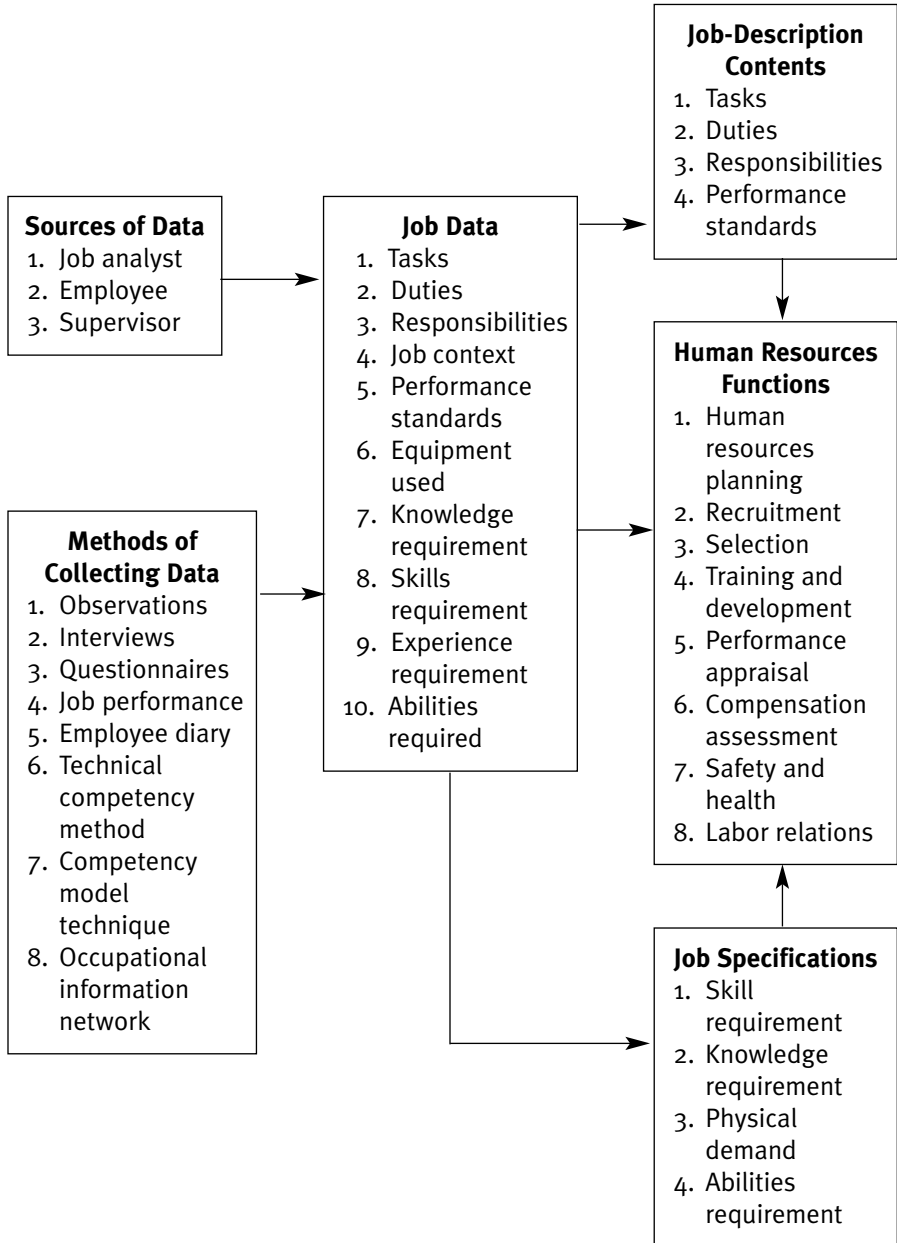 Sources of Data
1. Job analyst
2. Employee
3. Supervisor
Methods of
Collecting Data
1. Observations
2. Interviews
3. Questionnaires
4. Job performance
5. Employee diary
6. Technical
competency
method
7. Competency
model
technique
8. Occupational
information
network
Job Data
1. Tasks
2. Duties
3. Responsibilities
4. Job context
5. Performance
standards
6. Equipment
used
7. Knowledge
requirement
8. Skills
requirement
9. Experience
requirement
10. Abilities
required
Job-Description
Contents
1. Tasks
2. Duties
3. Responsibilities
4. Performance
standards
Human Resources
Functions
1. Human
resources
planning
2. Recruitment
3. Selection
4. Training and
development
5. Performance
appraisal
6. Compensation
assessment
7. Safety and
health
8. Labor relations
Job Specifications
1. Skill
requirement
2. Knowledge
requirement
3. Physical
demand
4. Abilities
requirement